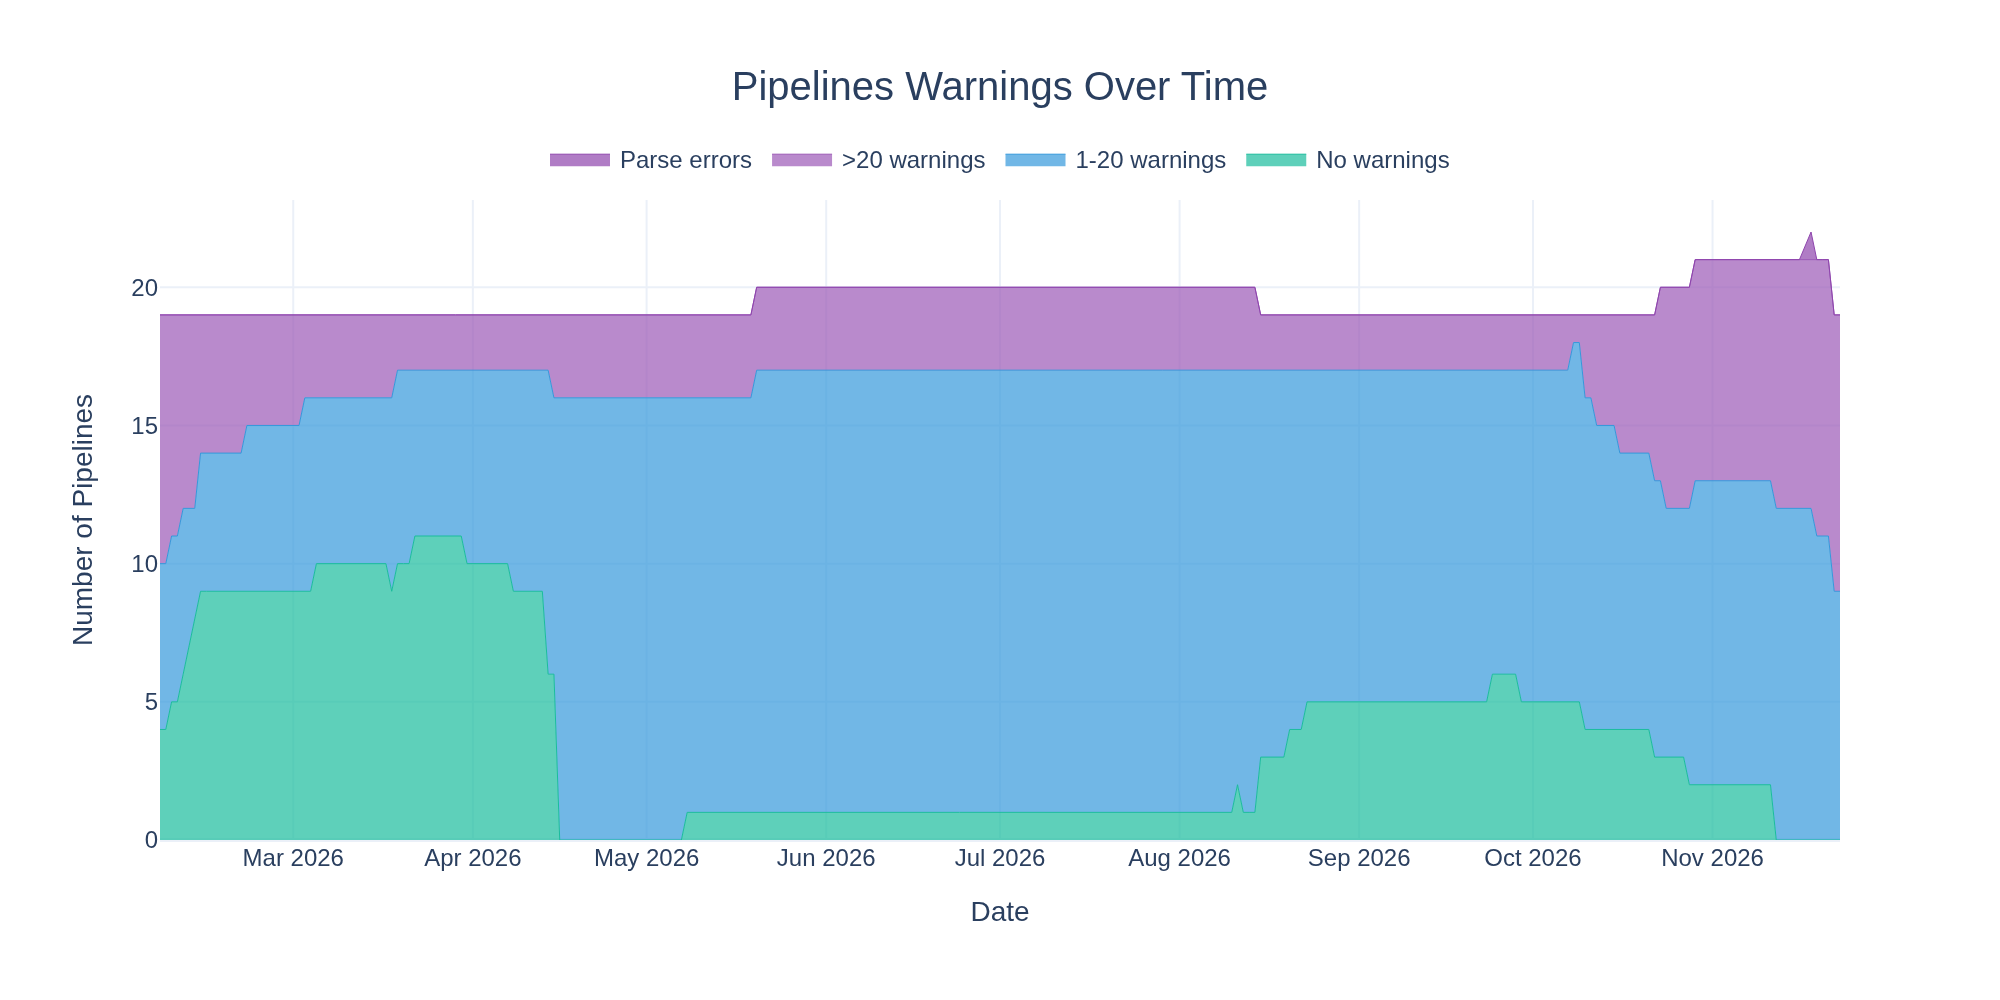 Pipelines Warnings Over Time
Parse errors >20 warnings 1-20 warnings No warnings
Number of Pipelines
20
15
10
5
0
Mar 2026 Apr 2026 May 2026 Jun 2026 Jul 2026 Aug 2026 Sep 2026 Oct 2026 Nov 2026
Date